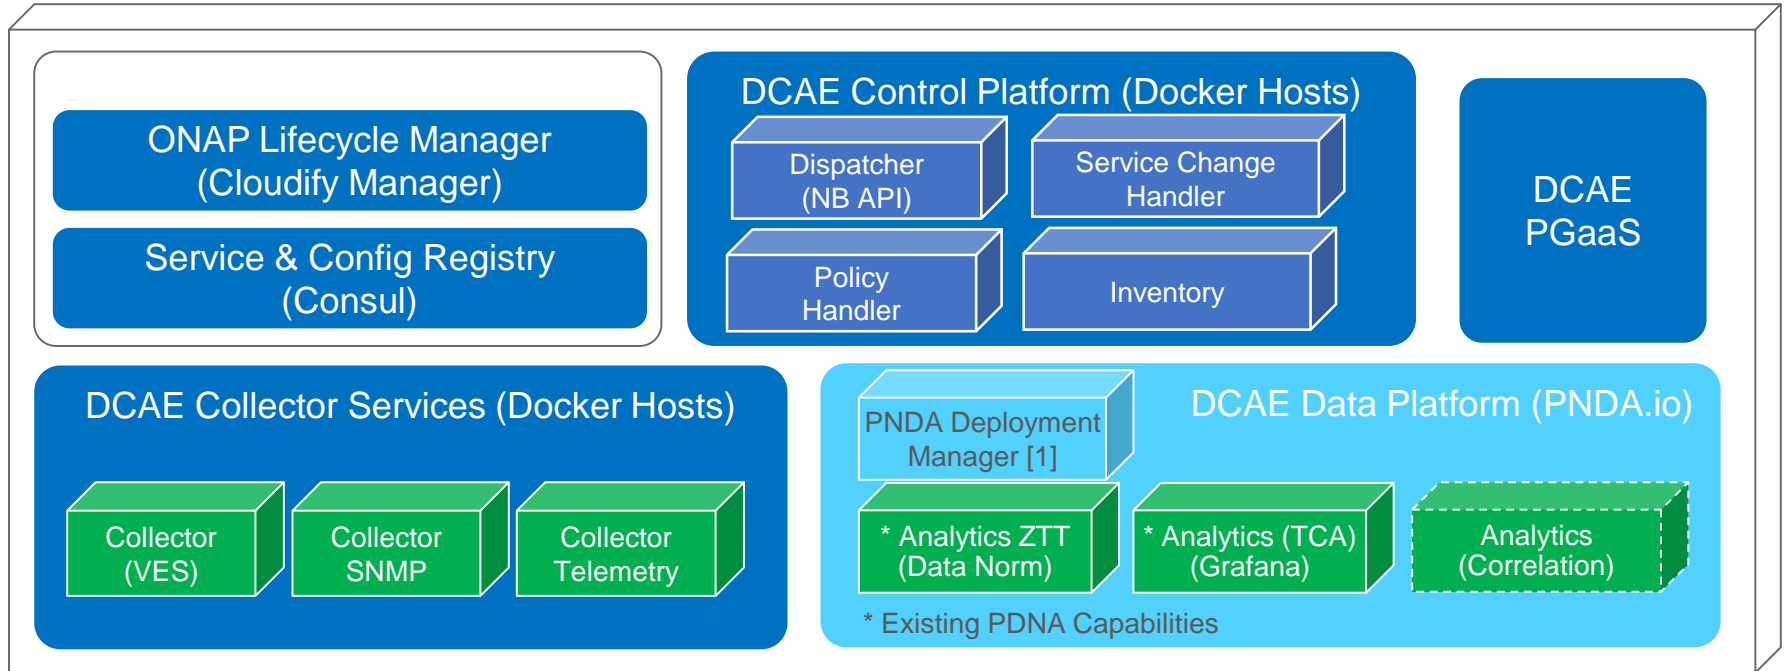 ONAP Lifecycle Manager
(Cloudify Manager)
Service & Config Registry
(Consul)
DCAE Control Platform (Docker Hosts)
Dispatcher
(NB API)
Service Change
Handler
Policy
Handler
Inventory
DCAE
PGaaS
DCAE Collector Services (Docker Hosts)
Collector
(VES)
Collector
SNMP
Collector
Telemetry
DCAE Data Platform (PNDA.io)
PNDA Deployment
Manager [1]
* Analytics ZTT
(Data Norm)
* Analytics (TCA)
(Grafana)
Analytics
(Correlation)
* Existing PDNA Capabilities